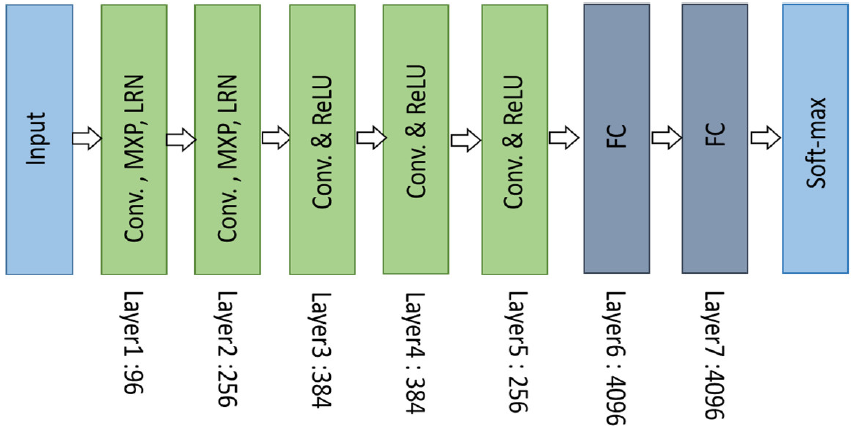 Input
Conv. , MXP, LRN
Conv. , MXP, LRN
Conv. & ReLU
Conv. & ReLU
Conv. & ReLU
FC
FC
Soft-max
Layer1 :96
Layer2 :256
Layer3 :384
Layer4 : 384
Layer5 : 256
Layer6 : 4096
Layer7 :4096